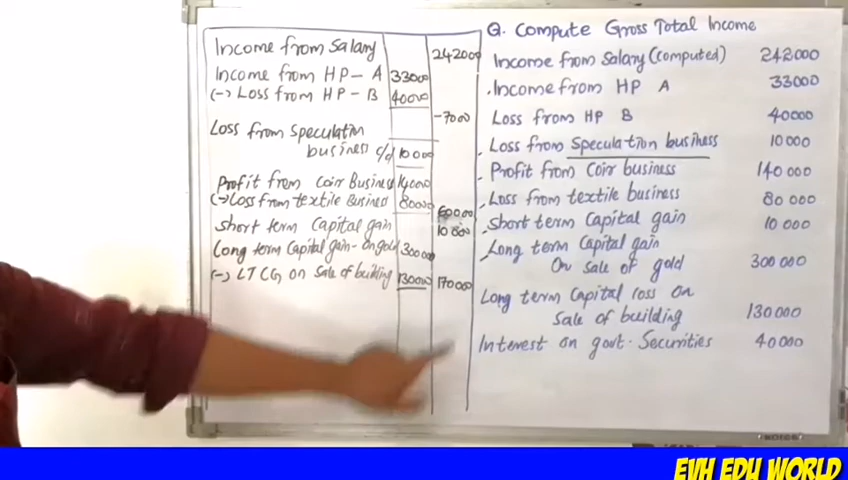 Income from Salary 242000
Income from HP - A 33000
(-) Loss from HP - B 40000
-7000
Loss from Speculation
business c/d 10000
Profit from Coir Business 14000
(-) Loss from textile Business 8000
60000
Short term Capital gain 10000
Long term Capital gain - on gold 300000
(-) LTCG on Sale of building 130000 170000
Q. Compute Gross Total Income
Income from Salary (computed) 242000
Income from HP A 33000
Loss from HP B 40000
Loss from Speculation business 10000
Profit from Coir business 140000
Loss from textile business 80000
Short term Capital gain 10000
Long term Capital gain
On sale of gold 300000
Long term Capital loss on
Sale of building 130000
Interest on govt. Securities 40000
EVH EDU WORLD